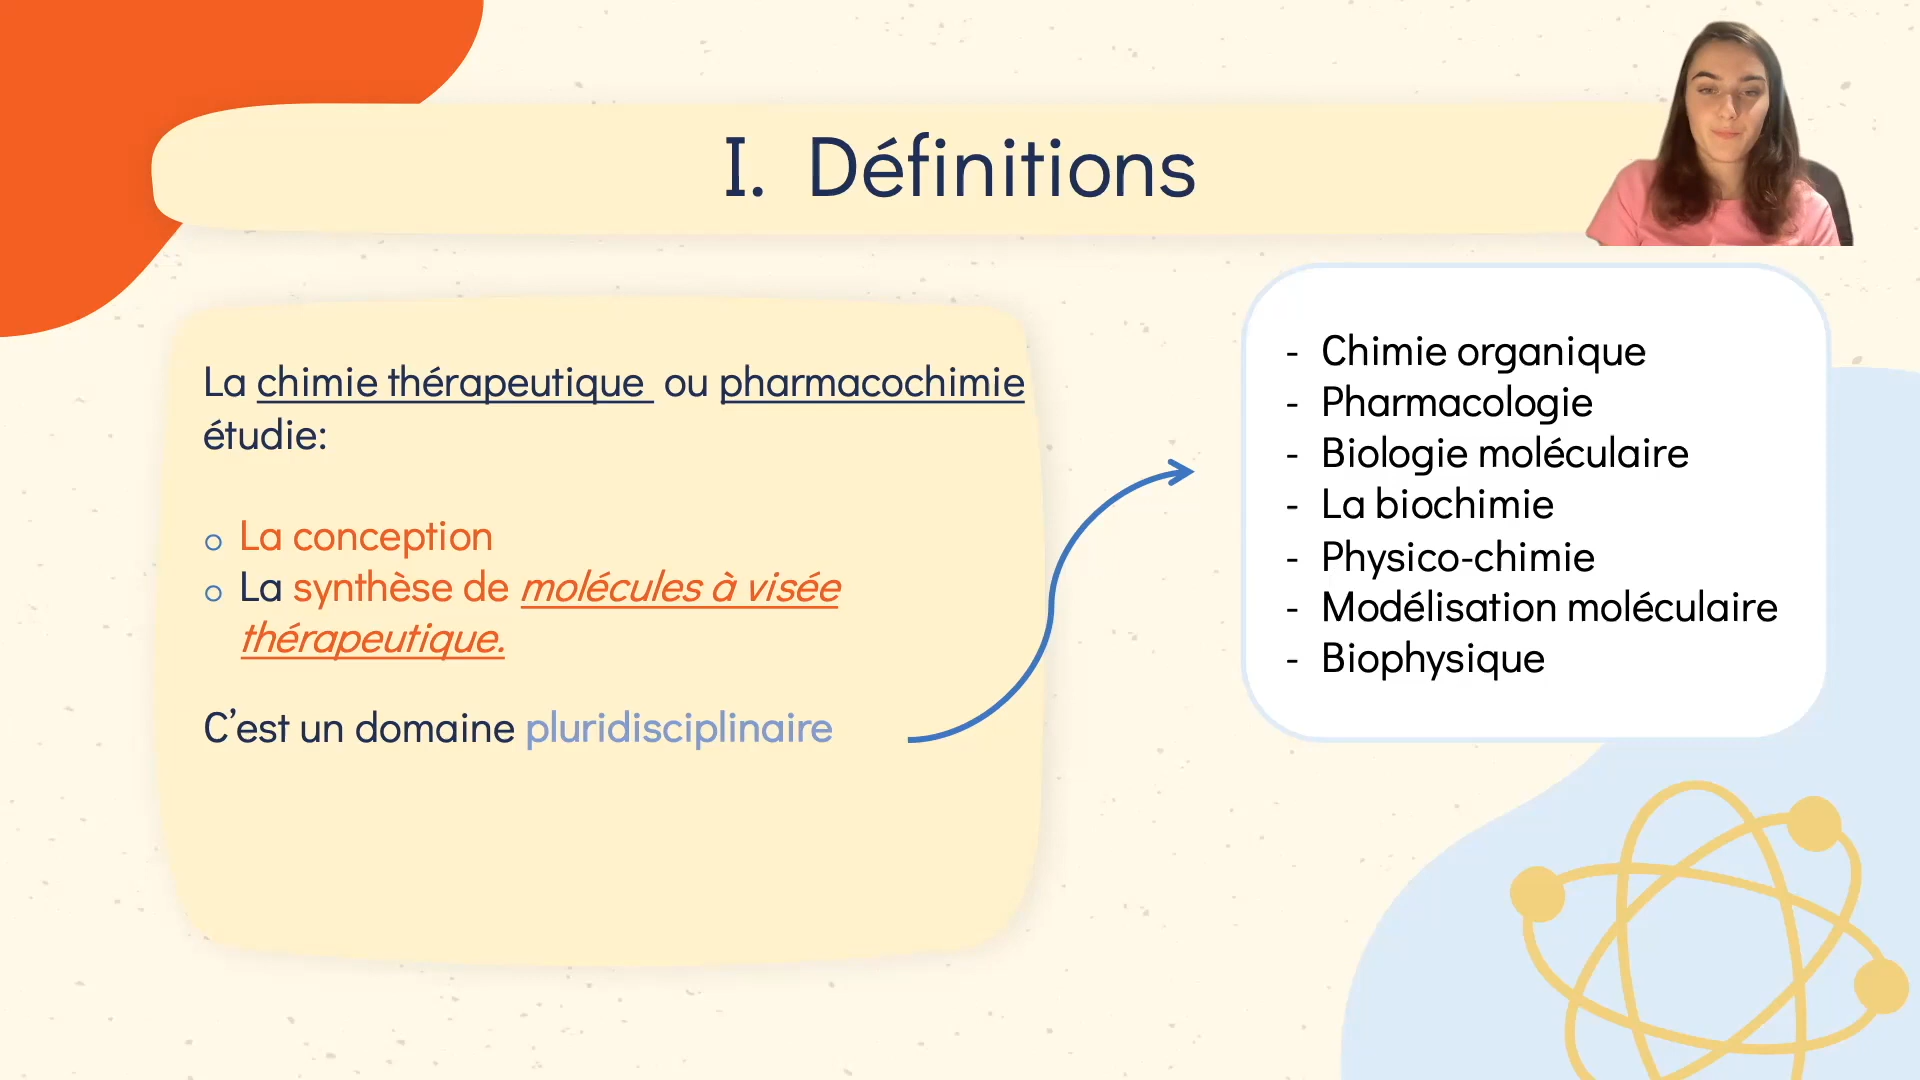 I. Définitions
La chimie thérapeutique ou pharmacochimie
étudie:
o La conception
o La synthèse de molécules à visée
thérapeutique.
C’est un domaine pluridisciplinaire
- Chimie organique
- Pharmacologie
- Biologie moléculaire
- La biochimie
- Physico-chimie
- Modélisation moléculaire
- Biophysique